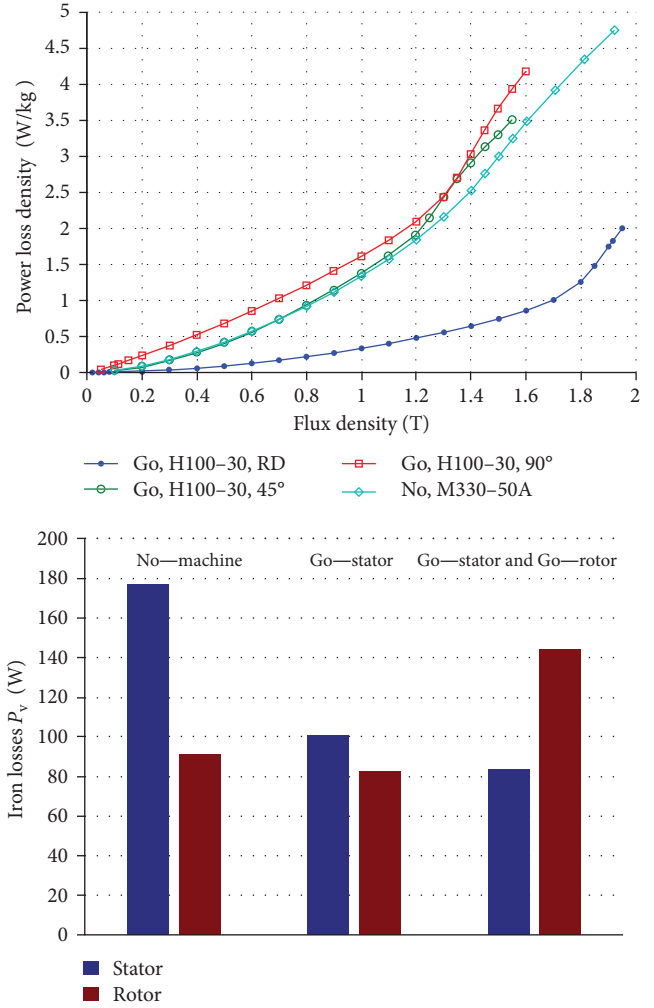 5
4.5
4
3.5
3
2.5
2
1.5
1
0.5
0
Power loss density (W/kg)
0 0.2 0.4 0.6 0.8 1 1.2 1.4 1.6 1.8 2
Flux density (T)
Go, H100–30, RD
Go, H100–30, 90°
Go, H100–30, 45°
No, M330–50A
200
180
160
140
120
100
80
60
40
20
0
Iron losses Pv (W)
No—machine
Go—stator
Go—stator and Go—rotor
Stator
Rotor